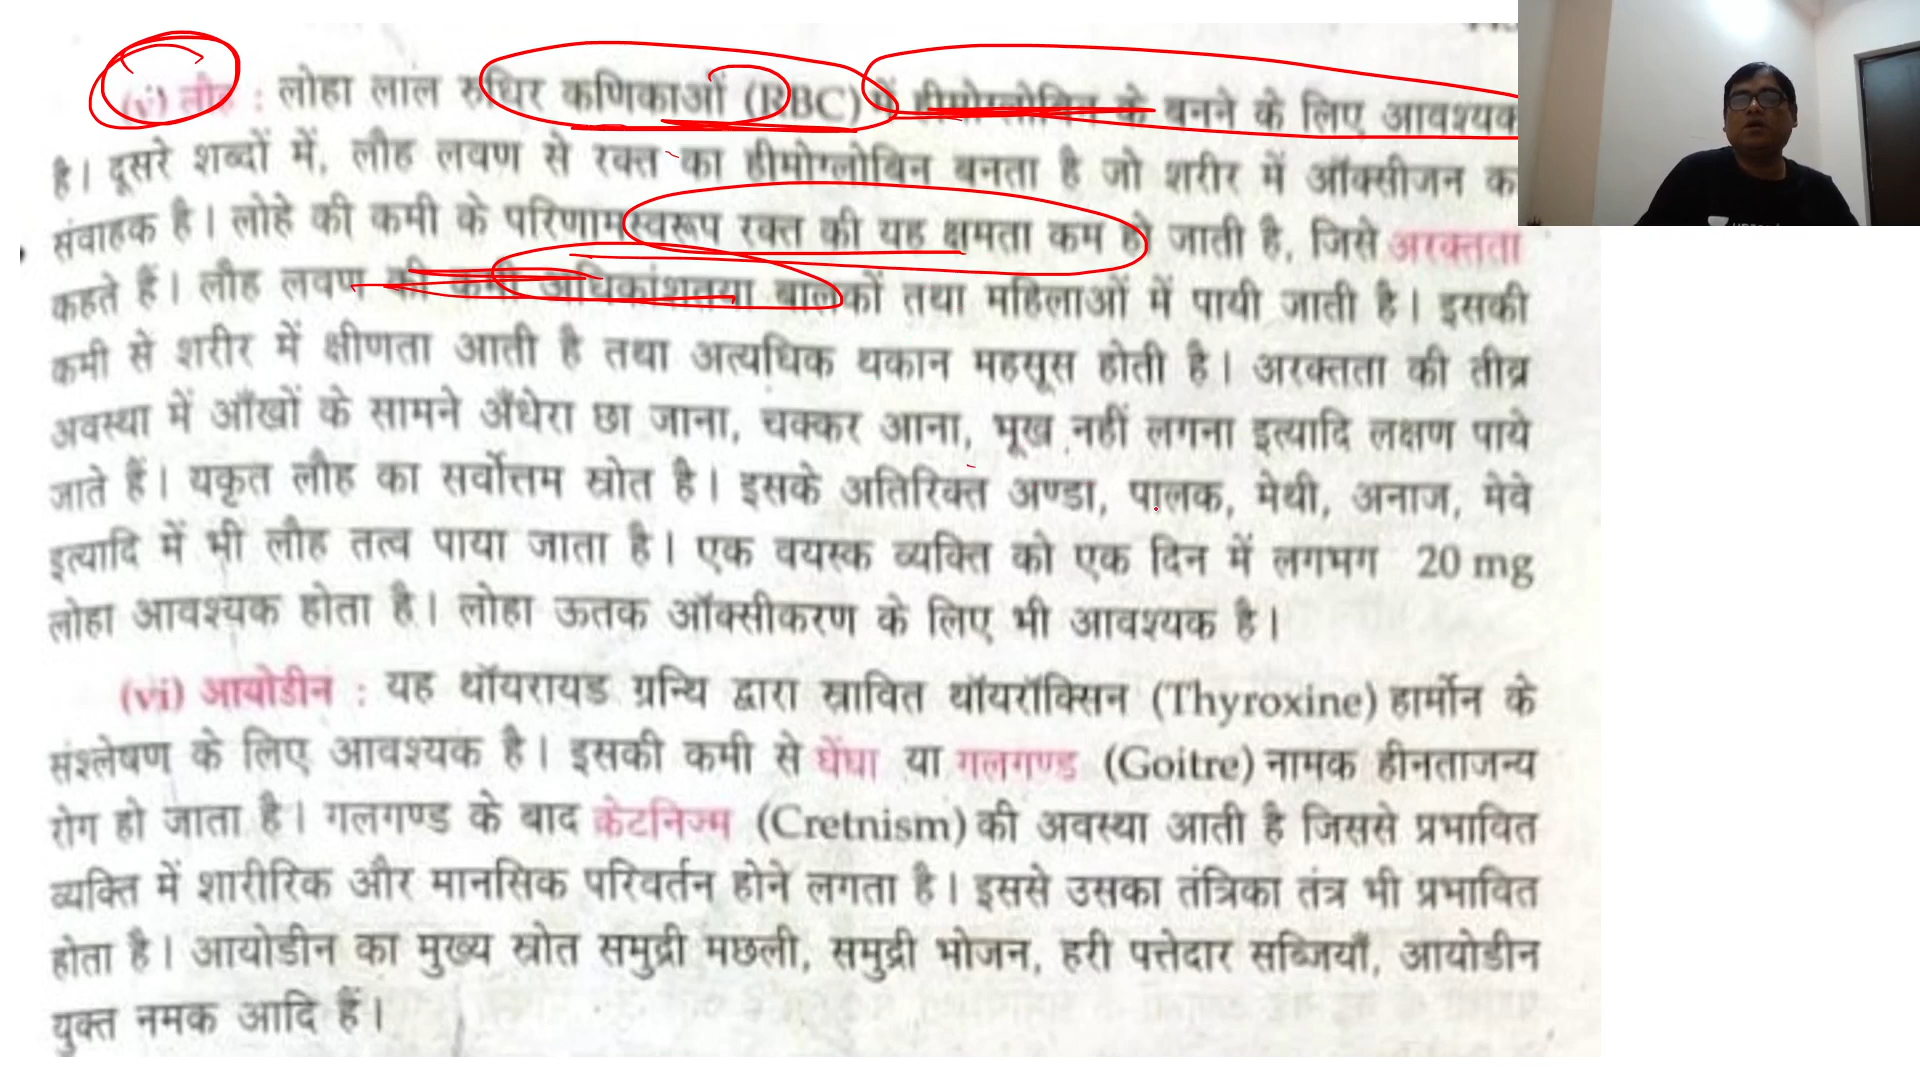 (v) लौह : लोहा लाल रुधिर कणिकाओं (RBC) में हीमोग्लोबिन के बनने के लिए आवश्यक
है। दूसरे शब्दों में, लौह लवण से रक्त का हीमोग्लोबिन बनता है जो शरीर में ऑक्सीजन का
संवाहक है। लोहे की कमी के परिणामस्वरूप रक्त की यह क्षमता कम हो जाती है, जिसे अरक्तता
कहते हैं। लौह लवण की कमी अधिकांशतया बालकों तथा महिलाओं में पायी जाती है। इसकी
कमी से शरीर में क्षीणता आती है तथा अत्यधिक थकान महसूस होती है। अरक्तता की तीव्र
अवस्था में आँखों के सामने अँधेरा छा जाना, चक्कर आना, भूख नहीं लगना इत्यादि लक्षण पाये
जाते हैं। यकृत लौह का सर्वोत्तम स्रोत है। इसके अतिरिक्त अण्डा, पालक, मेथी, अनाज, मेवे
इत्यादि में भी लौह तत्व पाया जाता है। एक वयस्क व्यक्ति को एक दिन में लगभग 20 mg
लोहा आवश्यक होता है। लोहा ऊतक ऑक्सीकरण के लिए भी आवश्यक है।
(vi) आयोडीन : यह थॉयरायड ग्रन्थि द्वारा स्रावित थॉयरॉक्सिन (Thyroxine) हार्मोन के
संश्लेषण के लिए आवश्यक है। इसकी कमी से घेंघा या गलगण्ड (Goitre) नामक हीनताजन्य
रोग हो जाता है। गलगण्ड के बाद क्रेटनिज्म (Cretnism) की अवस्था आती है जिससे प्रभावित
व्यक्ति में शारीरिक और मानसिक परिवर्तन होने लगता है। इससे उसका तंत्रिका तंत्र भी प्रभावित
होता है। आयोडीन का मुख्य स्रोत समुद्री मछली, समुद्री भोजन, हरी पत्तेदार सब्जियाँ, आयोडीन
युक्त नमक आदि हैं।